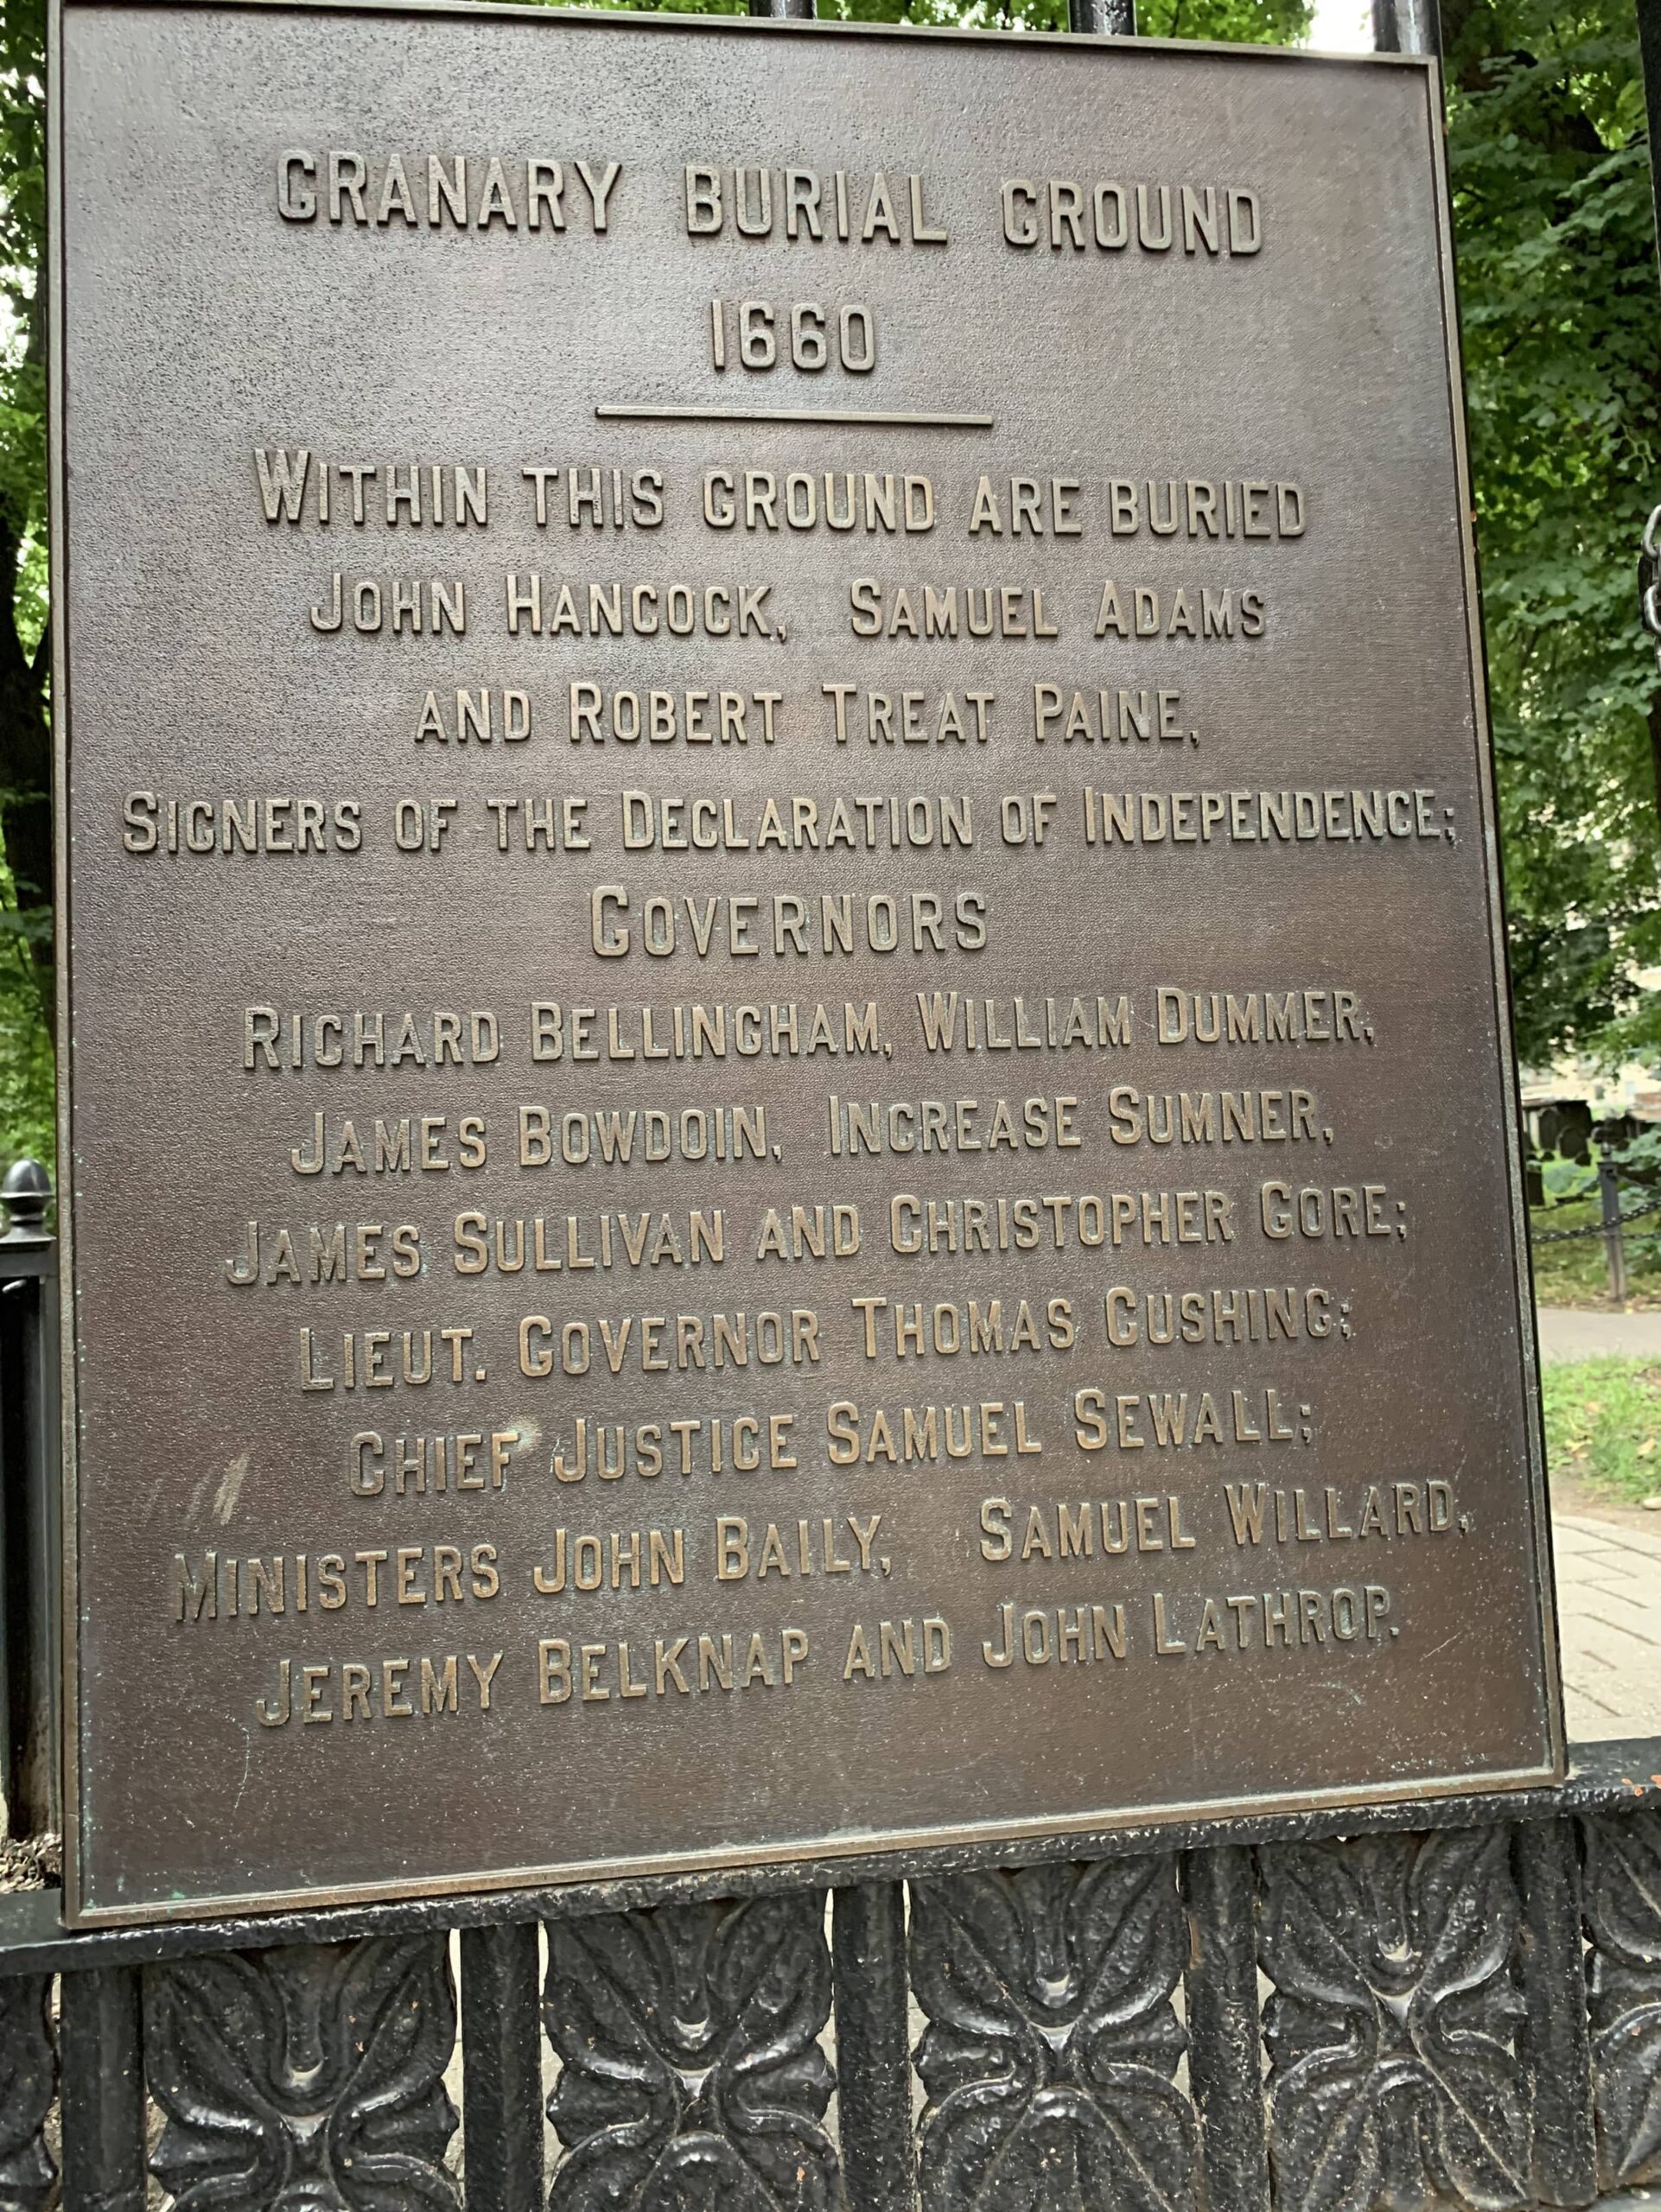 GRANARY BURIAL GROUND
1660
WITHIN THIS GROUND ARE BURIED
JOHN HANCOCK, SAMUEL ADAMS
AND ROBERT TREAT PAINE,
SIGNERS OF THE DECLARATION OF INDEPENDENCE;
GOVERNORS
RICHARD BELLINGHAM, WILLIAM DUMMER,
JAMES BOWDOIN, INCREASE SUMNER,
JAMES SULLIVAN AND CHRISTOPHER GORE;
LIEUT. GOVERNOR THOMAS CUSHING;
CHIEF JUSTICE SAMUEL SEWALL;
MINISTERS JOHN BAILY, SAMUEL WILLARD,
JEREMY BELKNAP AND JOHN LATHROP.